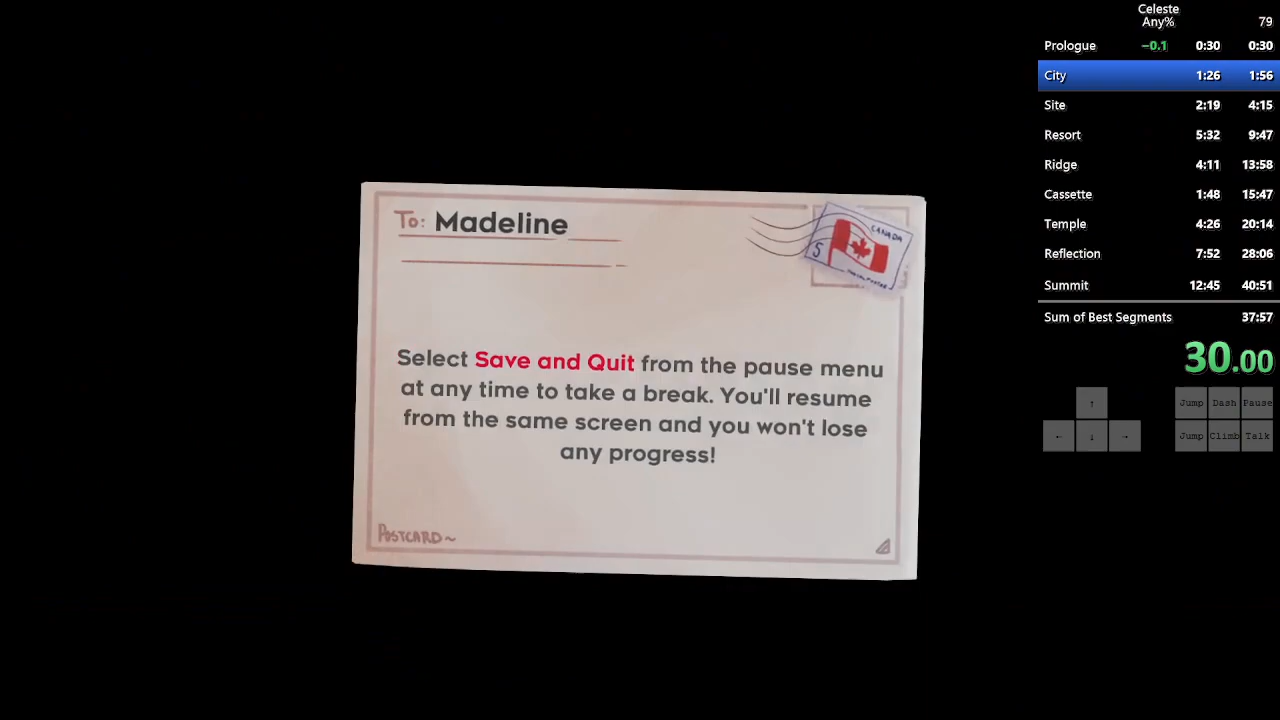 Celeste
Any% 79
Prologue −0.1 0:30 0:30
City 1:26 1:56
Site 2:19 4:15
Resort 5:32 9:47
Ridge 4:11 13:58
Cassette 1:48 15:47
Temple 4:26 20:14
Reflection 7:52 28:06
Summit 12:45 40:51
Sum of Best Segments 37:57
30.00
↑ Jump Dash Pause
← ↓ → Jump Climb Talk
To: Madeline
CANADA
5
Select Save and Quit from the pause menu
at any time to take a break. You'll resume
from the same screen and you won't lose
any progress!
POSTCARD~